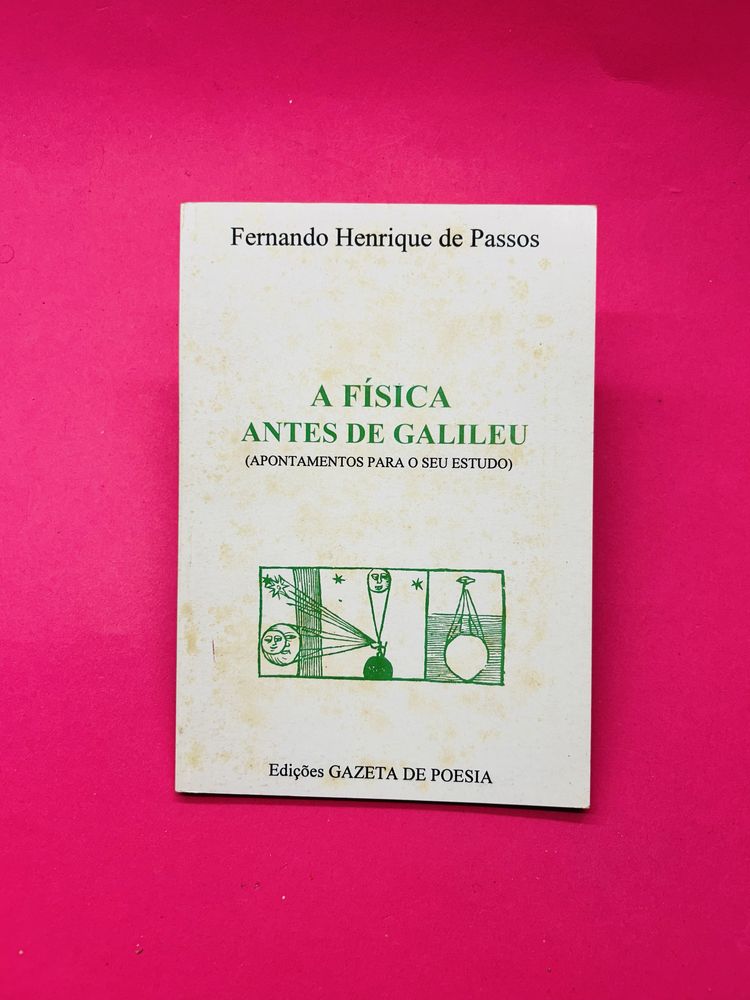 Fernando Henrique de Passos
A FÍSICA
ANTES DE GALILEU
(APONTAMENTOS PARA O SEU ESTUDO)
Edições GAZETA DE POESIA